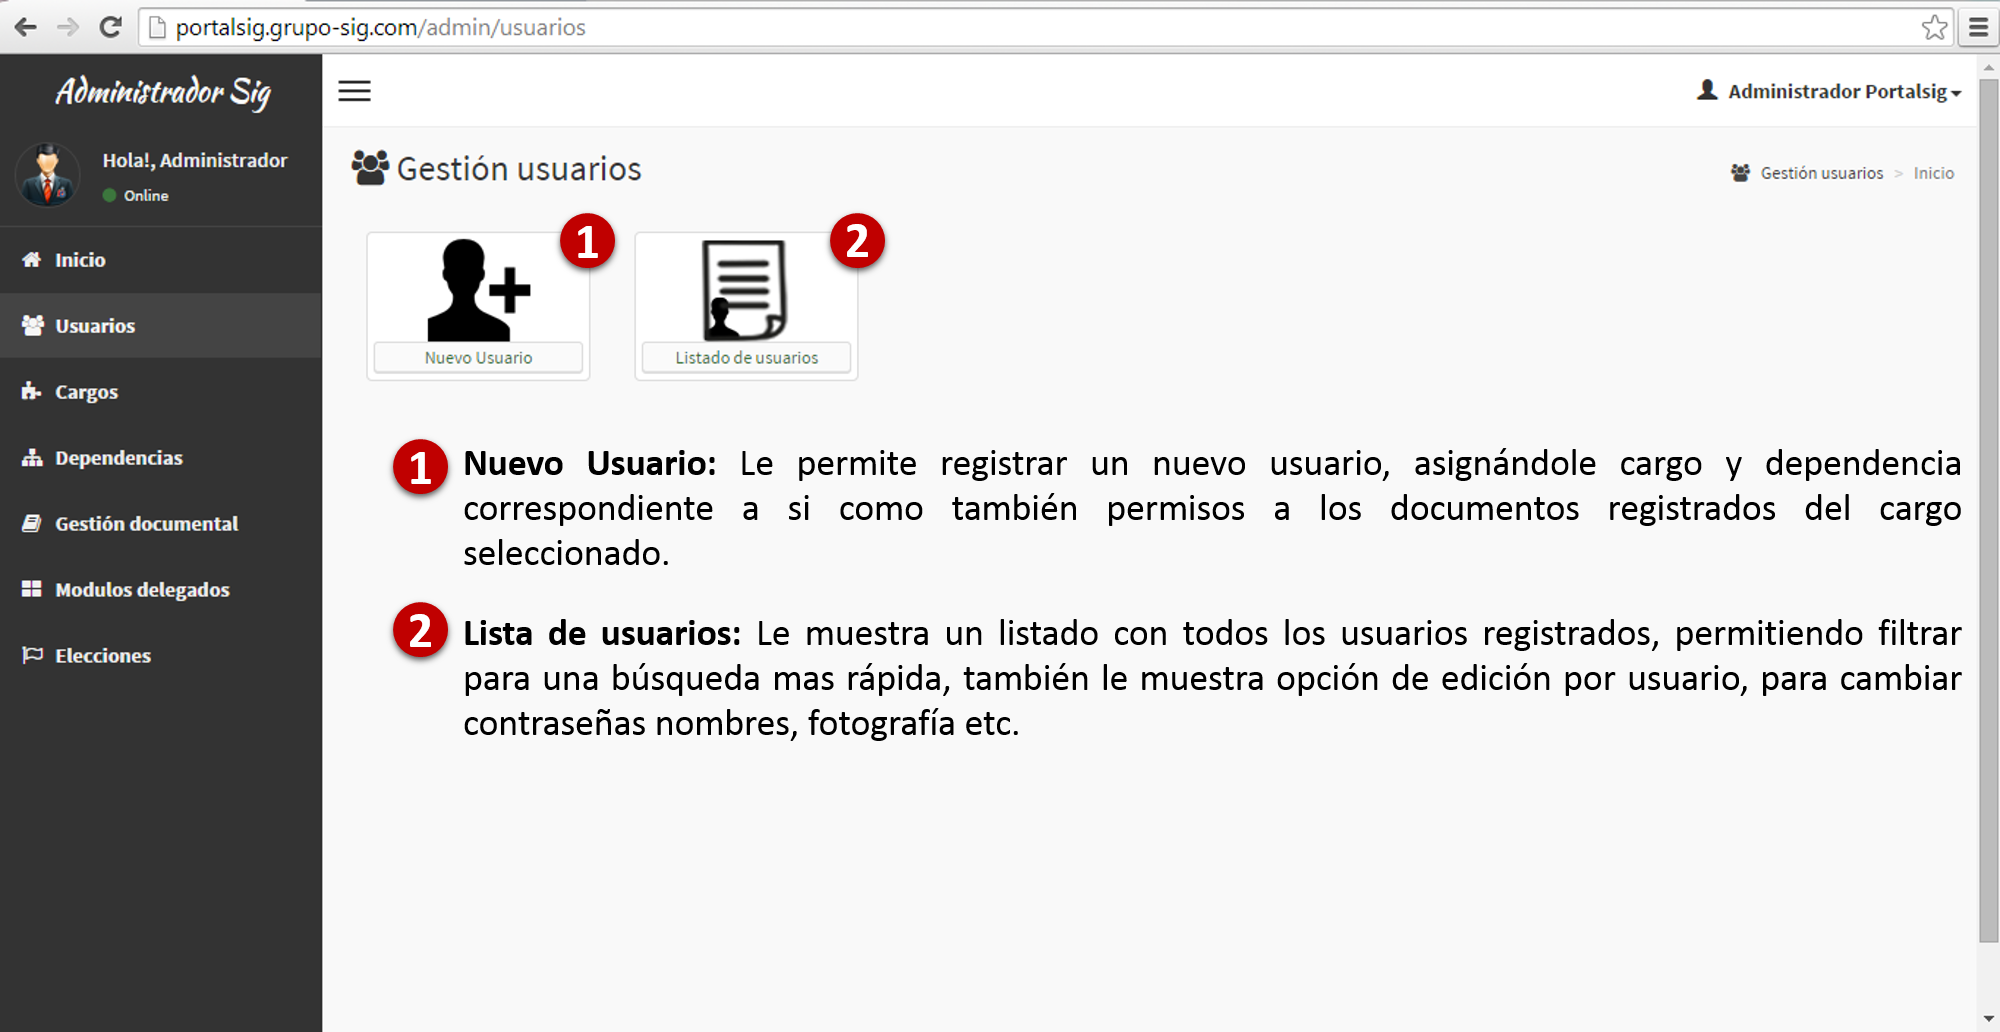 portalsig.grupo-sig.com/admin/usuarios
Administrador Sig
Administrador Portalsig
Hola!, Administrador
Online
Gestión usuarios
Gestión usuarios > Inicio
Inicio
Usuarios
Cargos
Dependencias
Gestión documental
Modulos delegados
Elecciones
1
2
Nuevo Usuario
Listado de usuarios
1 Nuevo Usuario: Le permite registrar un nuevo usuario, asignándole cargo y dependencia
correspondiente a si como también permisos a los documentos registrados del cargo
seleccionado.
2 Lista de usuarios: Le muestra un listado con todos los usuarios registrados, permitiendo filtrar
para una búsqueda mas rápida, también le muestra opción de edición por usuario, para cambiar
contraseñas nombres, fotografía etc.